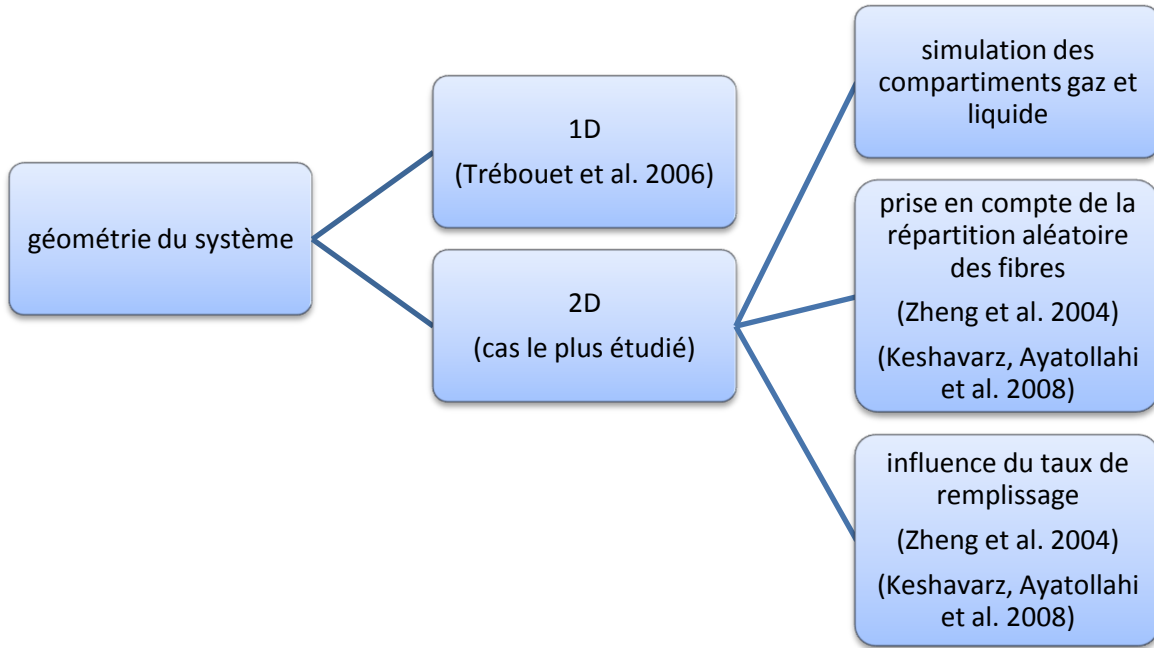 géométrie du système
1D
(Trébouet et al. 2006)
2D
(cas le plus étudié)
simulation des
compartiments gaz et
liquide
prise en compte de la
répartition aléatoire
des fibres
(Zheng et al. 2004)
(Keshavarz, Ayatollahi
et al. 2008)
influence du taux de
remplissage
(Zheng et al. 2004)
(Keshavarz, Ayatollahi
et al. 2008)